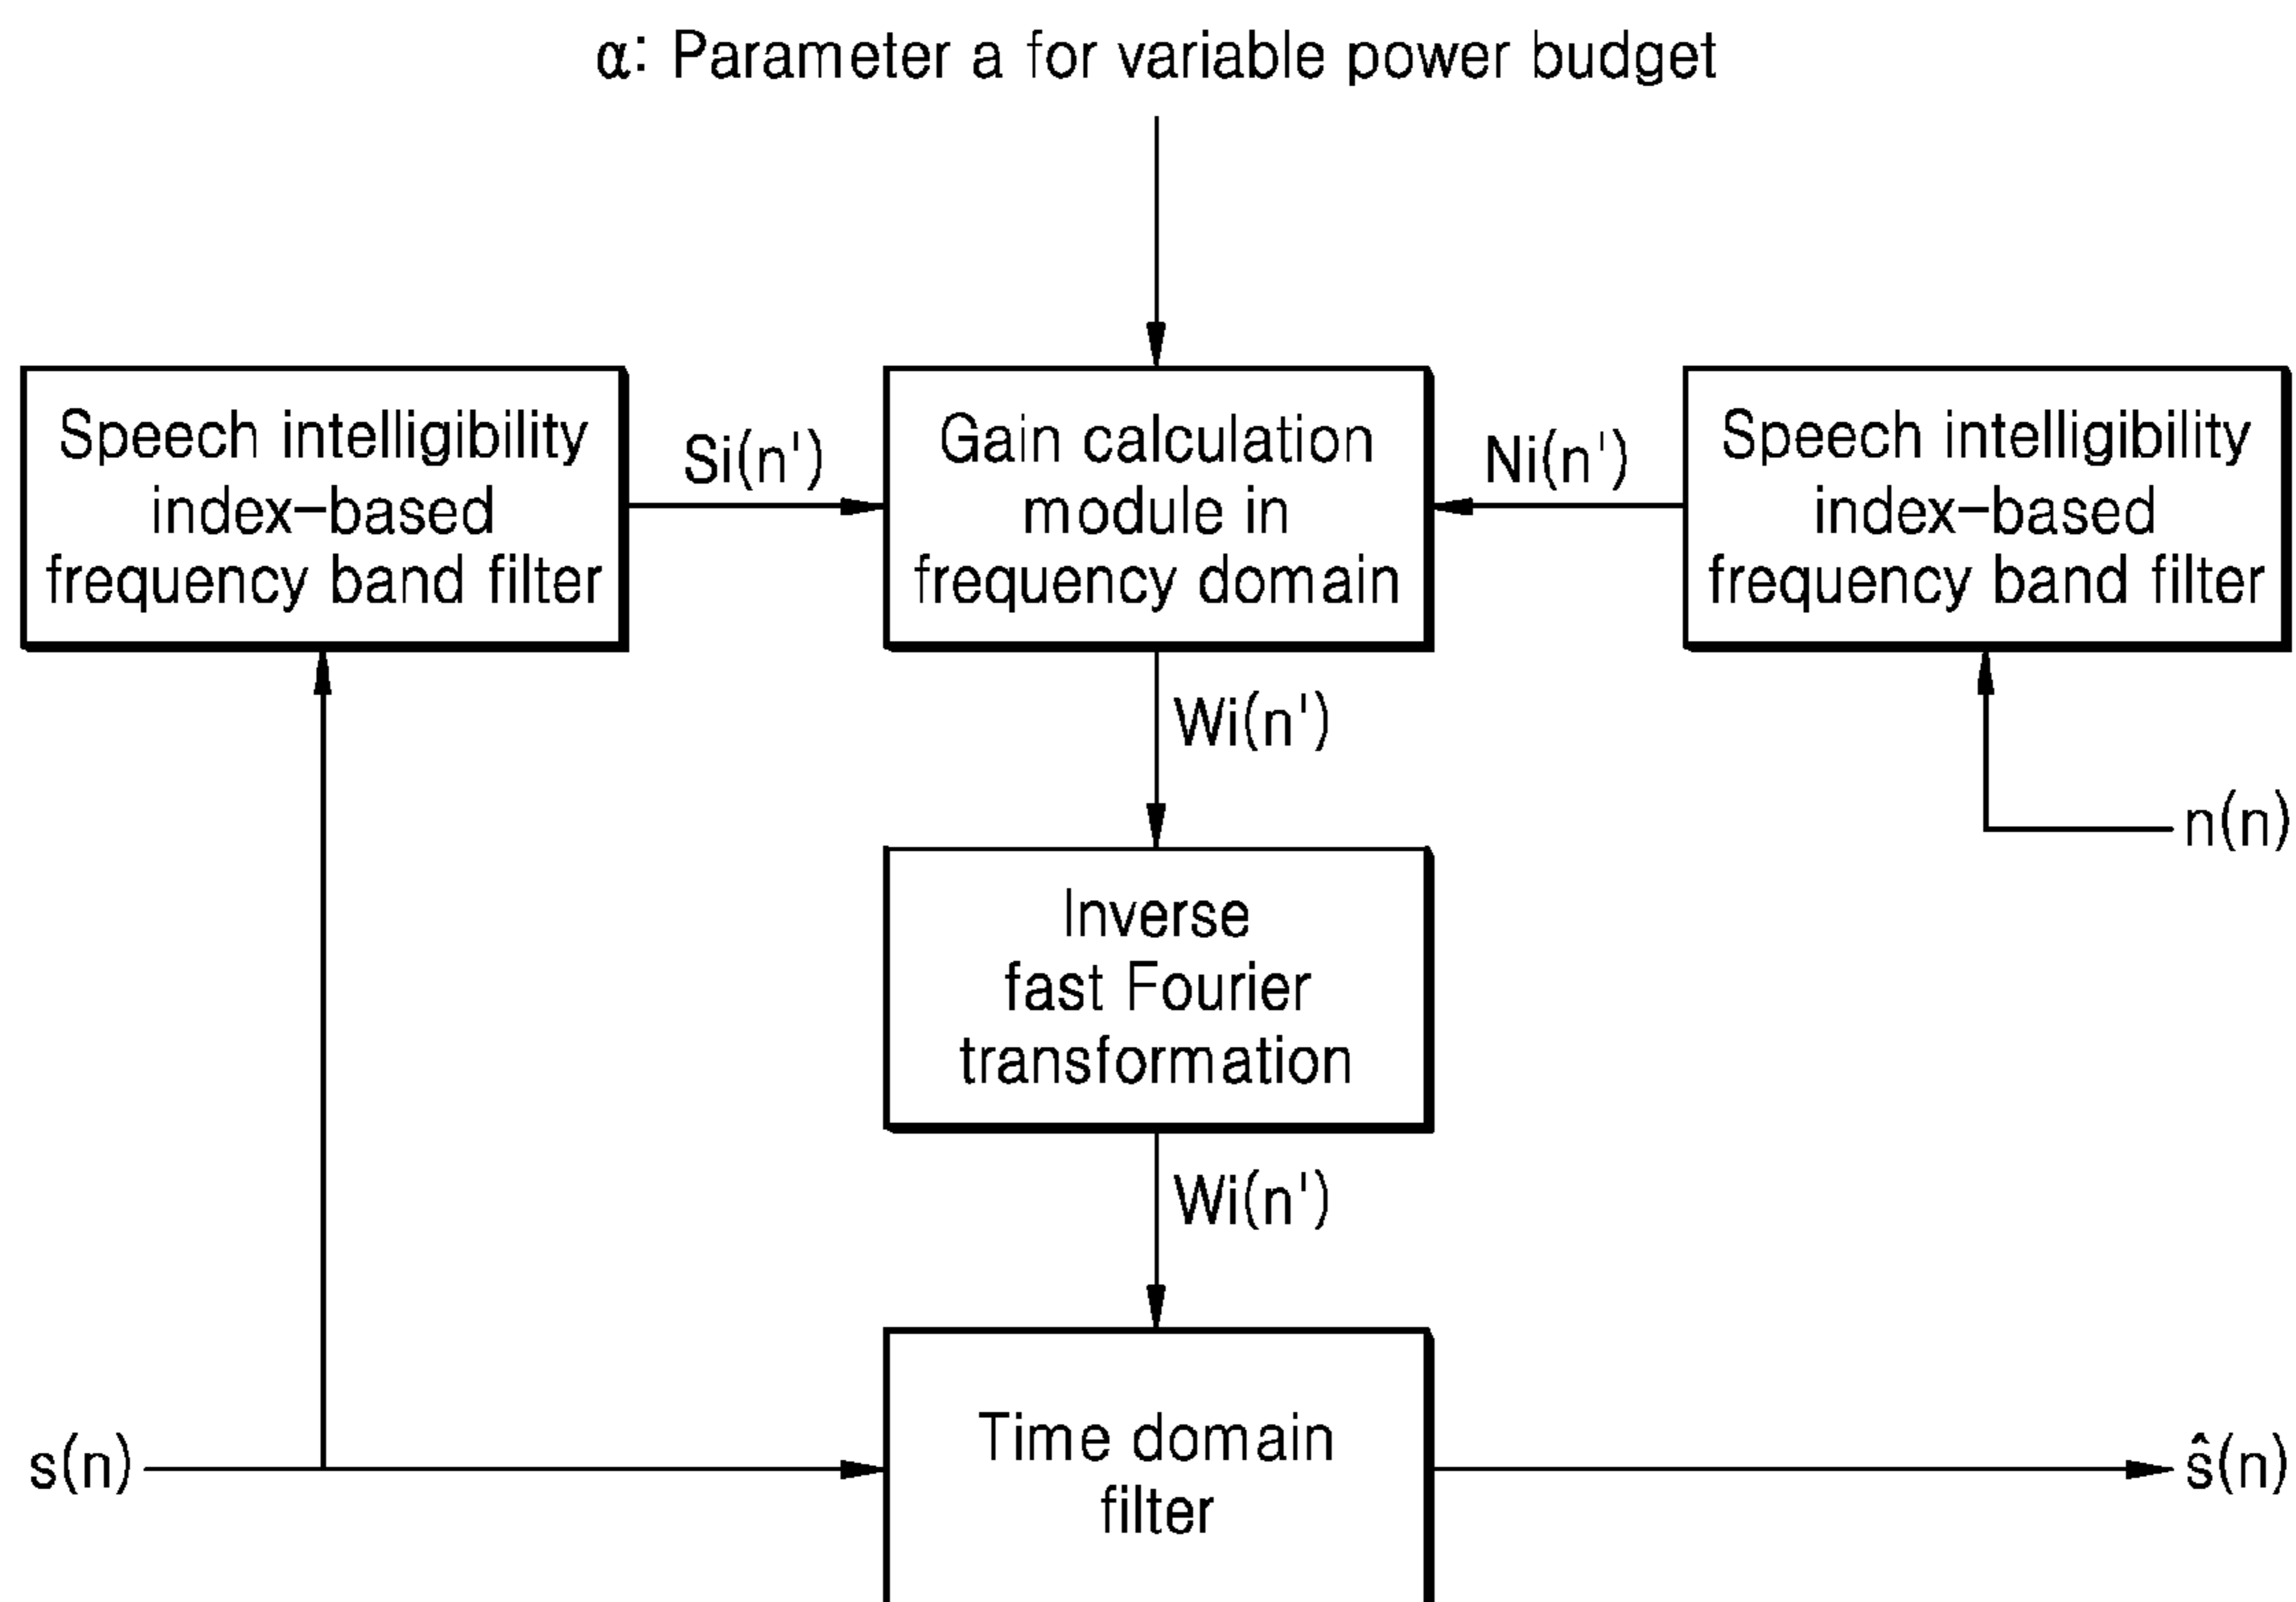 α: Parameter a for variable power budget
Speech intelligibility
index-based
frequency band filter
Si(n')
Gain calculation
module in
frequency domain
Ni(n')
Speech intelligibility
index-based
frequency band filter
Wi(n')
n(n)
Inverse
fast Fourier
transformation
Wi(n')
s(n)
Time domain
filter
ŝ(n)